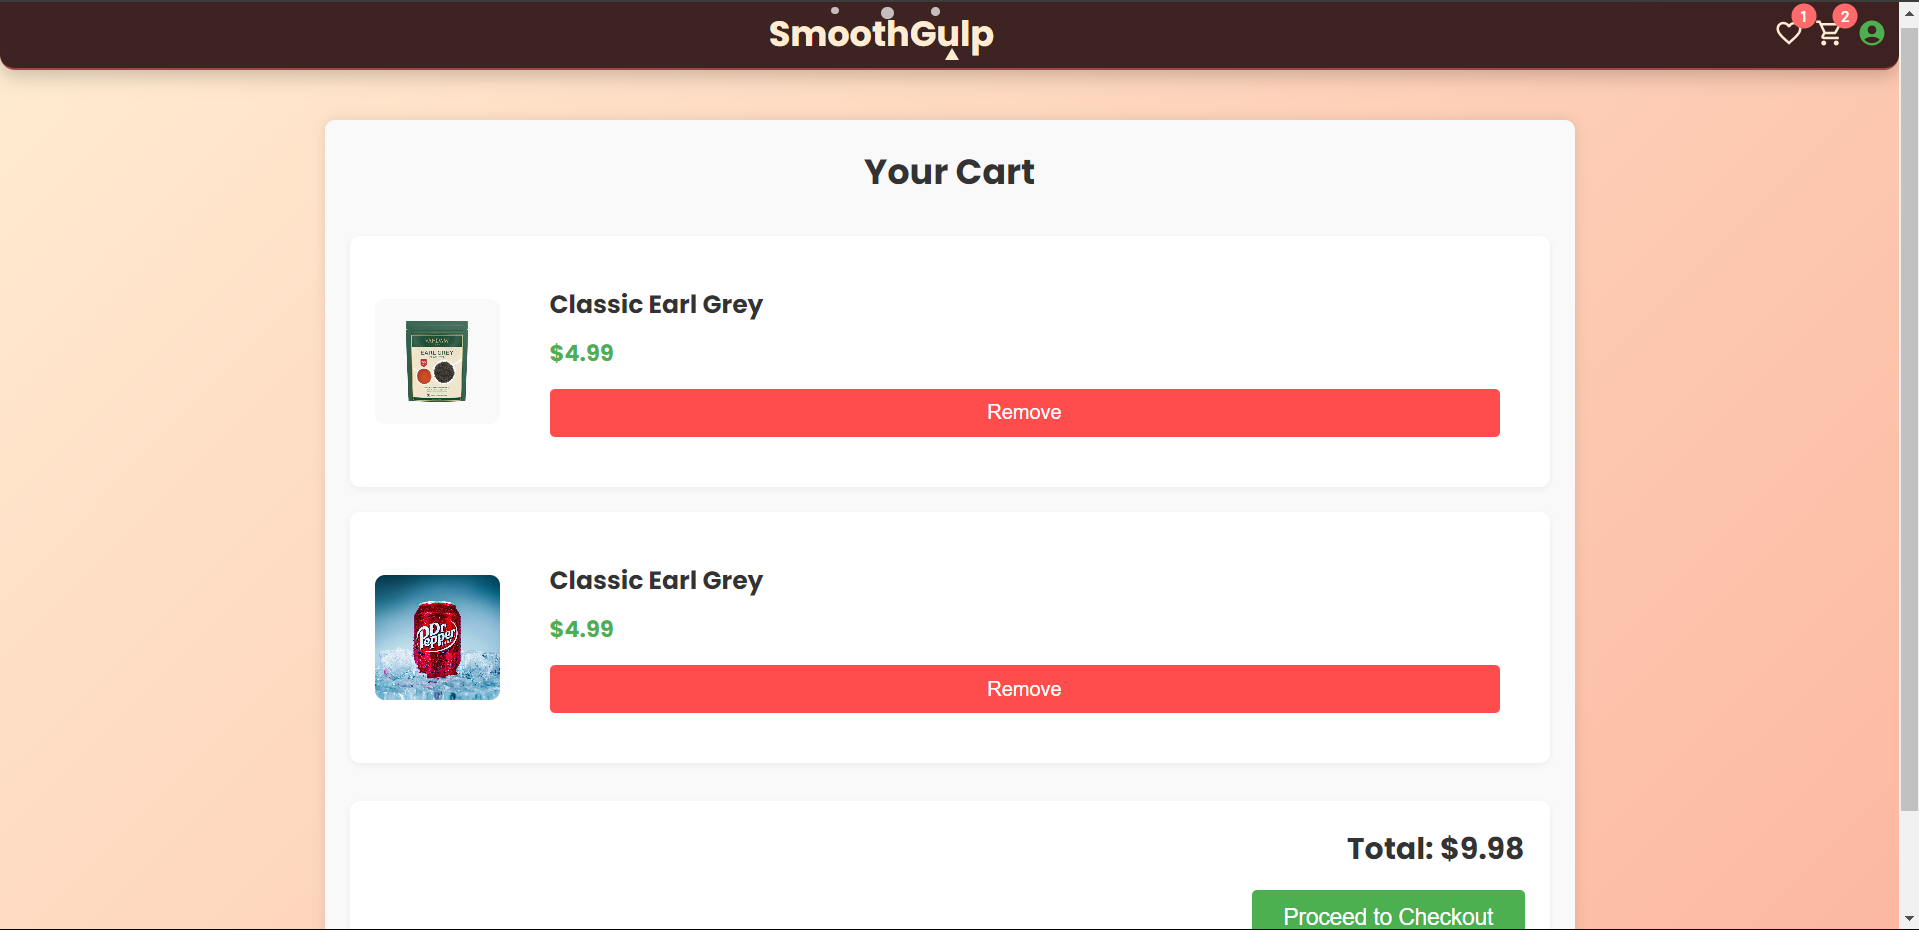 SmoothGulp
1
2
Your Cart
VAHDAM
EARL GREY
Classic Earl Grey
$4.99
Remove
Dr
Pepper
Classic Earl Grey
$4.99
Remove
Total: $9.98
Proceed to Checkout